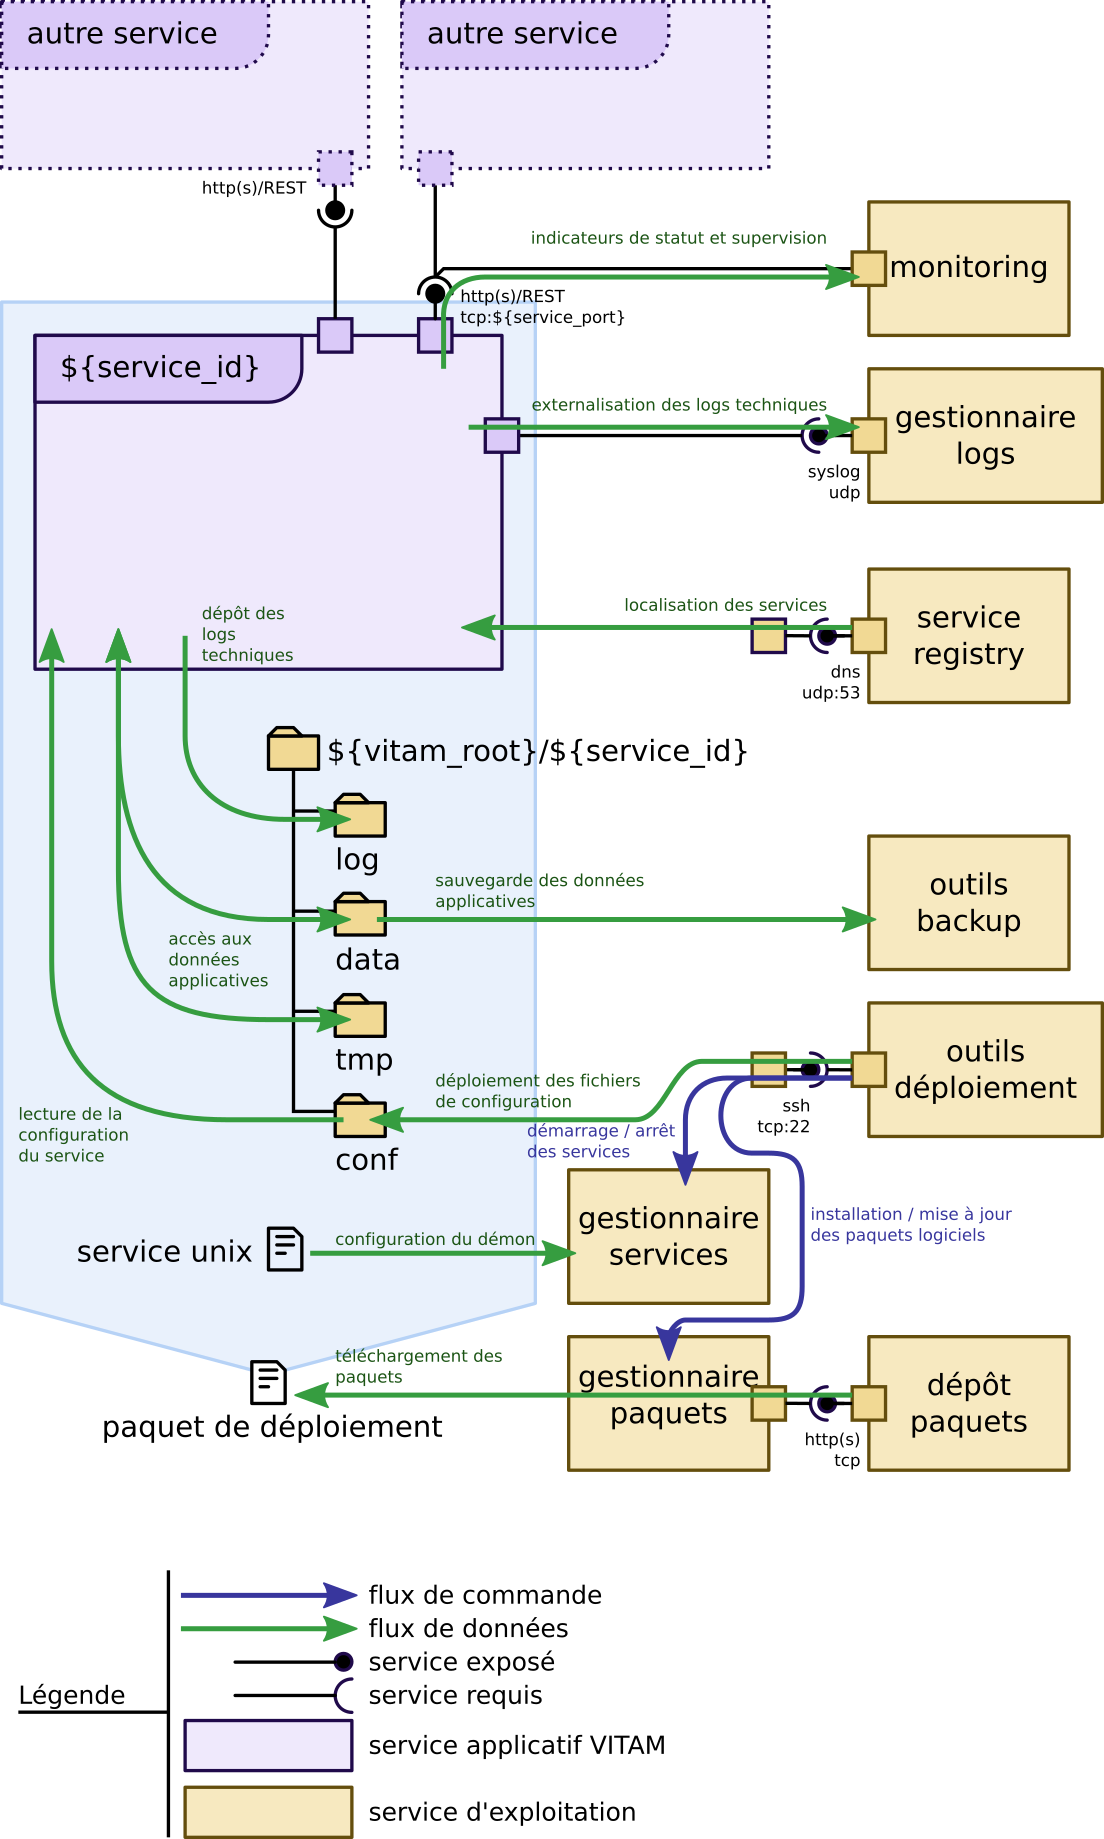 autre service
autre service
http(s)/REST
indicateurs de statut et supervision
monitoring
http(s)/REST
tcp:${service_port}
${service_id}
externalisation des logs techniques
gestionnaire
logs
syslog
udp
dépôt des
logs
techniques
localisation des services
service
registry
dns
udp:53
${vitam_root}/${service_id}
log
sauvegarde des données
applicatives
outils
backup
data
accès aux
données
applicatives
tmp
déploiement des fichiers
de configuration
outils
déploiement
ssh
tcp:22
lecture de la
configuration
du service
conf
démarrage / arrêt
des services
gestionnaire
services
installation / mise à jour
des paquets logiciels
service unix
configuration du démon
téléchargement des
paquets
paquet de déploiement
gestionnaire
paquets
dépôt
paquets
http(s)
tcp
Légende
flux de commande
flux de données
service exposé
service requis
service applicatif VITAM
service d'exploitation